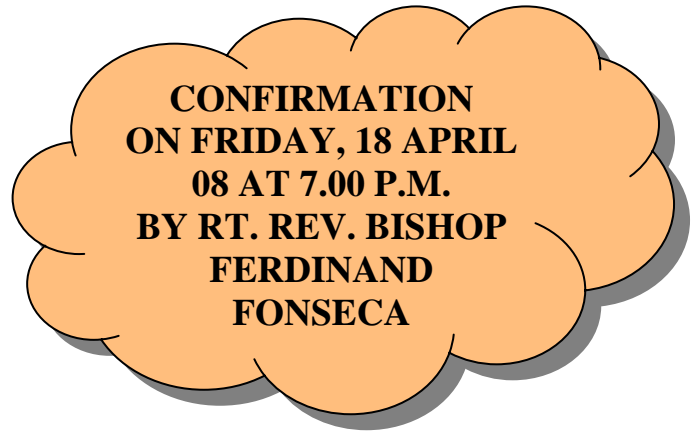 CONFIRMATION
ON FRIDAY, 18 APRIL
08 AT 7.00 P.M.
BY RT. REV. BISHOP
FERDINAND
FONSECA